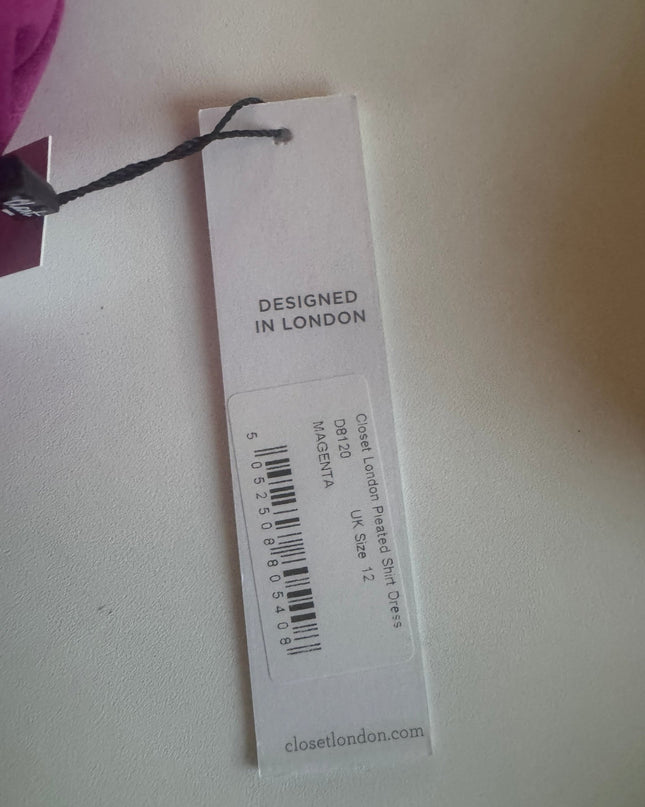 DESIGNED
IN LONDON
Closet London Pleated Shirt Dress
D8120 UK Size 12
MAGENTA
5 052508 805408
closetlondon.com